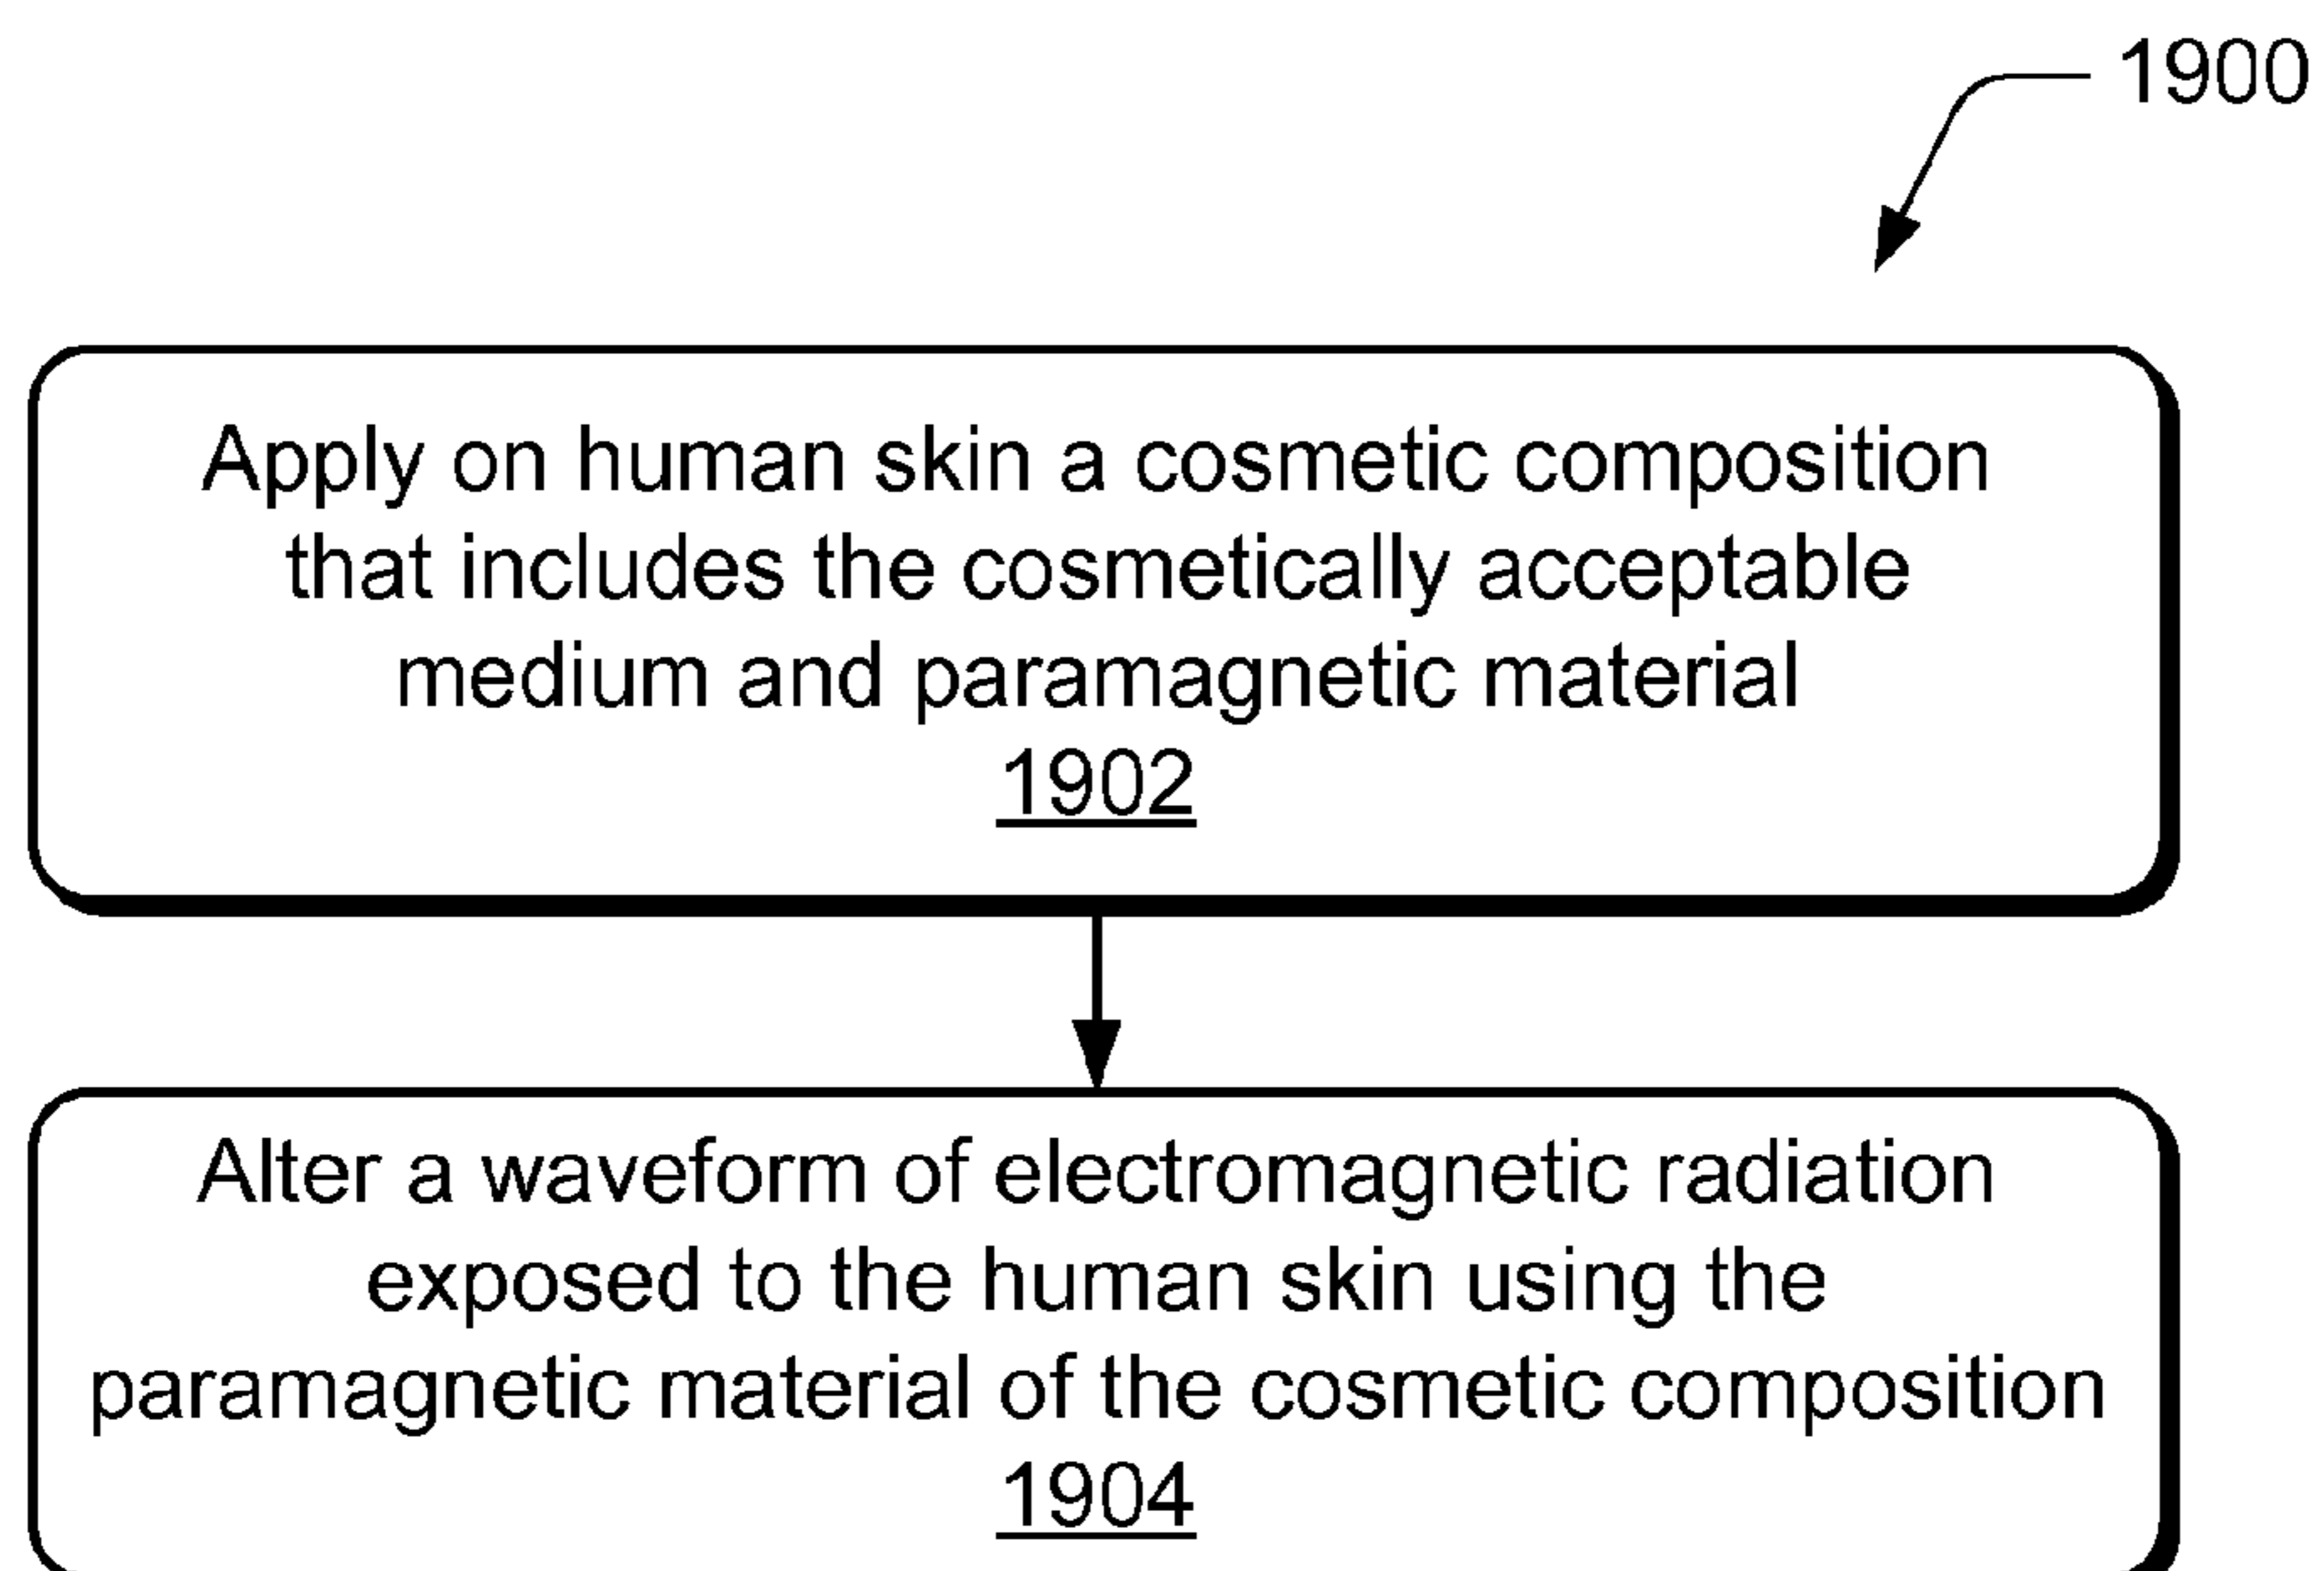 1900
Apply on human skin a cosmetic composition
that includes the cosmetically acceptable
medium and paramagnetic material
1902
Alter a waveform of electromagnetic radiation
exposed to the human skin using the
paramagnetic material of the cosmetic composition
1904